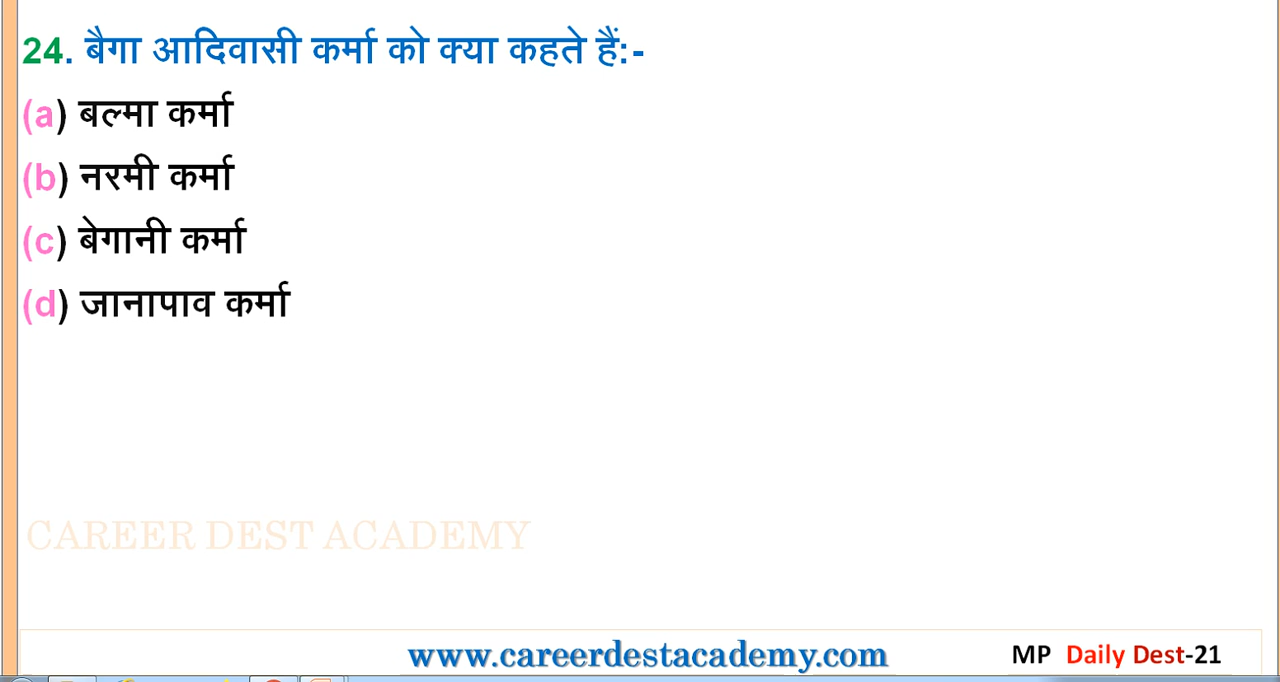 24. बैगा आदिवासी कर्मा को क्या कहते हैं:-
(a) बल्मा कर्मा
(b) नरमी कर्मा
(c) बेगानी कर्मा
(d) जानापाव कर्मा
CAREER DEST ACADEMY
www.careerdestacademy.com MP Daily Dest-21